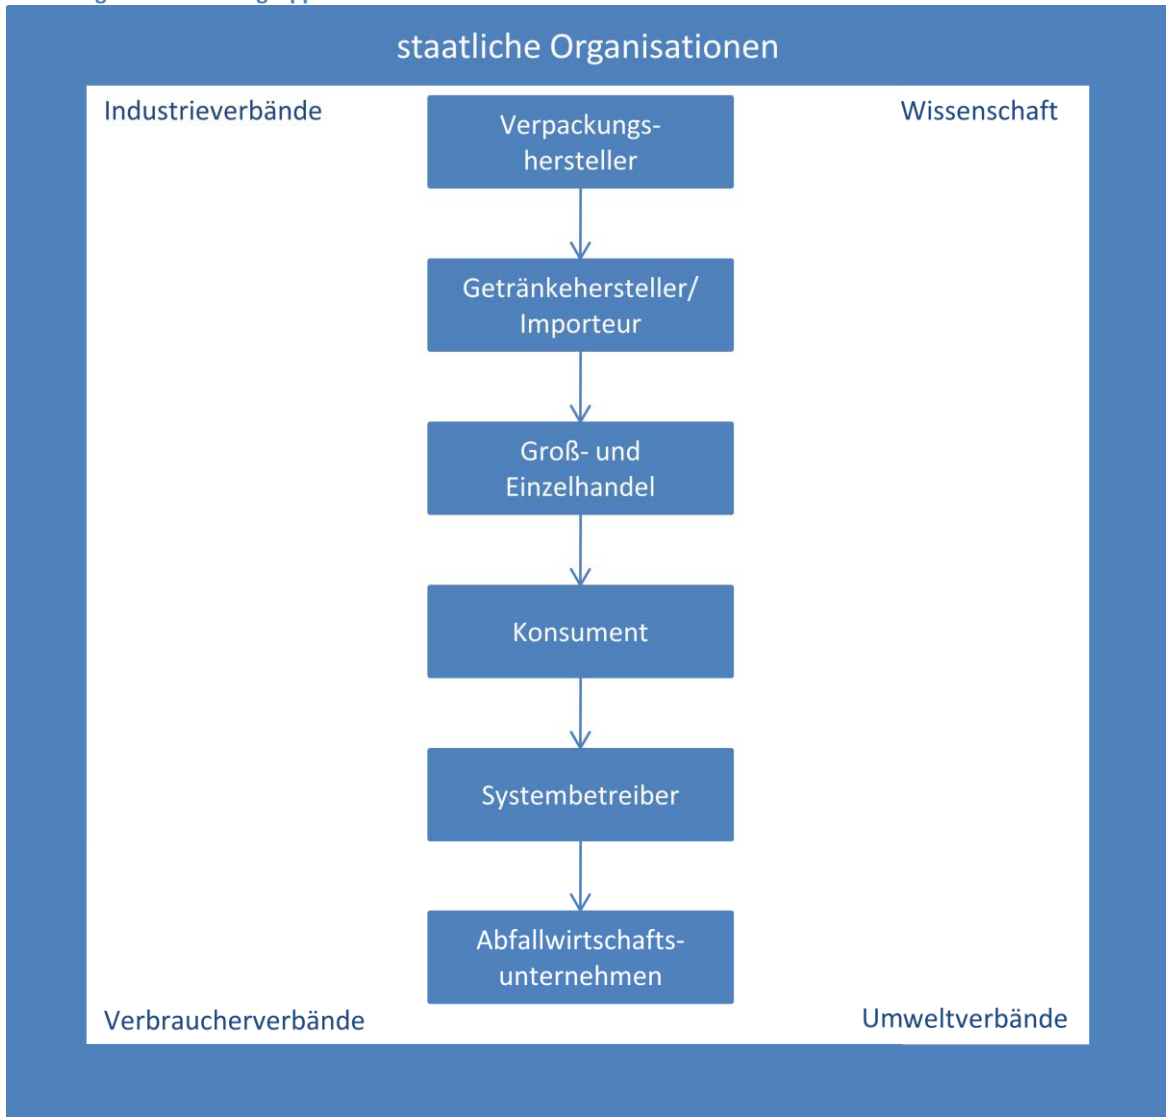 staatliche Organisationen
Industrieverbände
Wissenschaft
Verpackungs-
hersteller
Getränkehersteller/
Importeur
Groß- und
Einzelhandel
Konsument
Systembetreiber
Abfallwirtschafts-
unternehmen
Verbraucherverbände
Umweltverbände